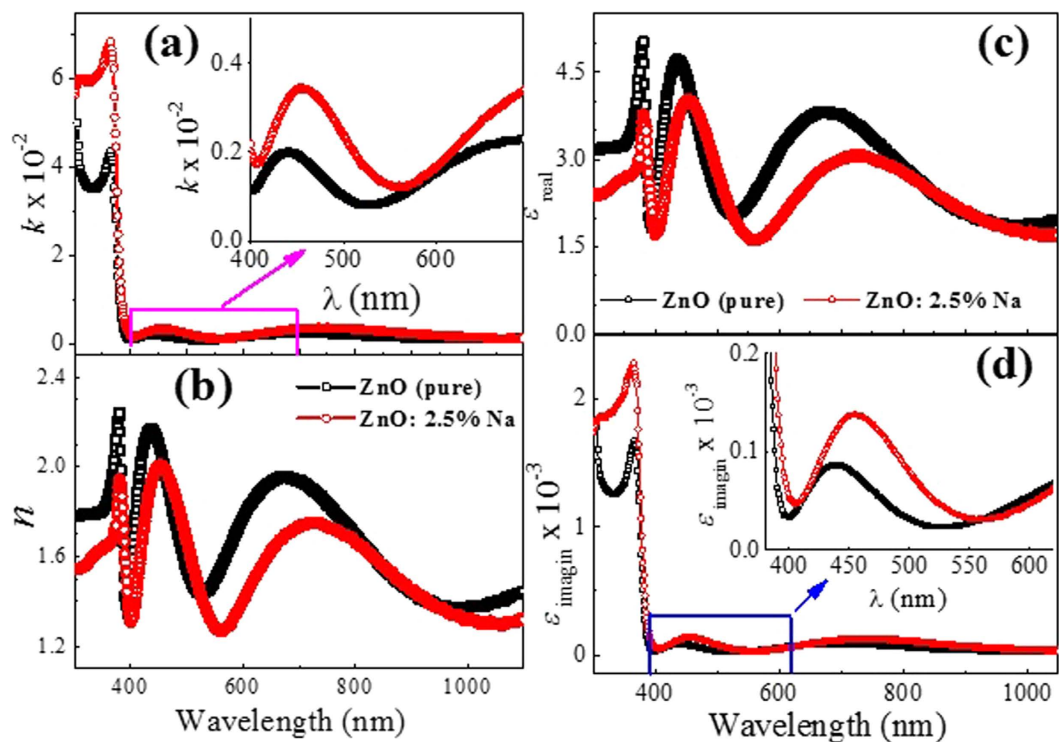 (a)
k x 10-2
6
4
2
0
k x 10-2
0.4
0.2
0.0
400 500 600
λ (nm)
(b)
ZnO (pure)
ZnO: 2.5% Na
n
2.4
2.0
1.6
1.2
400 600 800 1000
Wavelength (nm)
(c)
ε real
4.5
3.0
1.5
0.0
ZnO (pure) ZnO: 2.5% Na
(d)
ε imagin x 10-3
2
1
0
ε imagin x 10-3
0.2
0.1
0.0
400 450 500 550 600
λ (nm)
400 600 800 1000
Wavelength (nm)